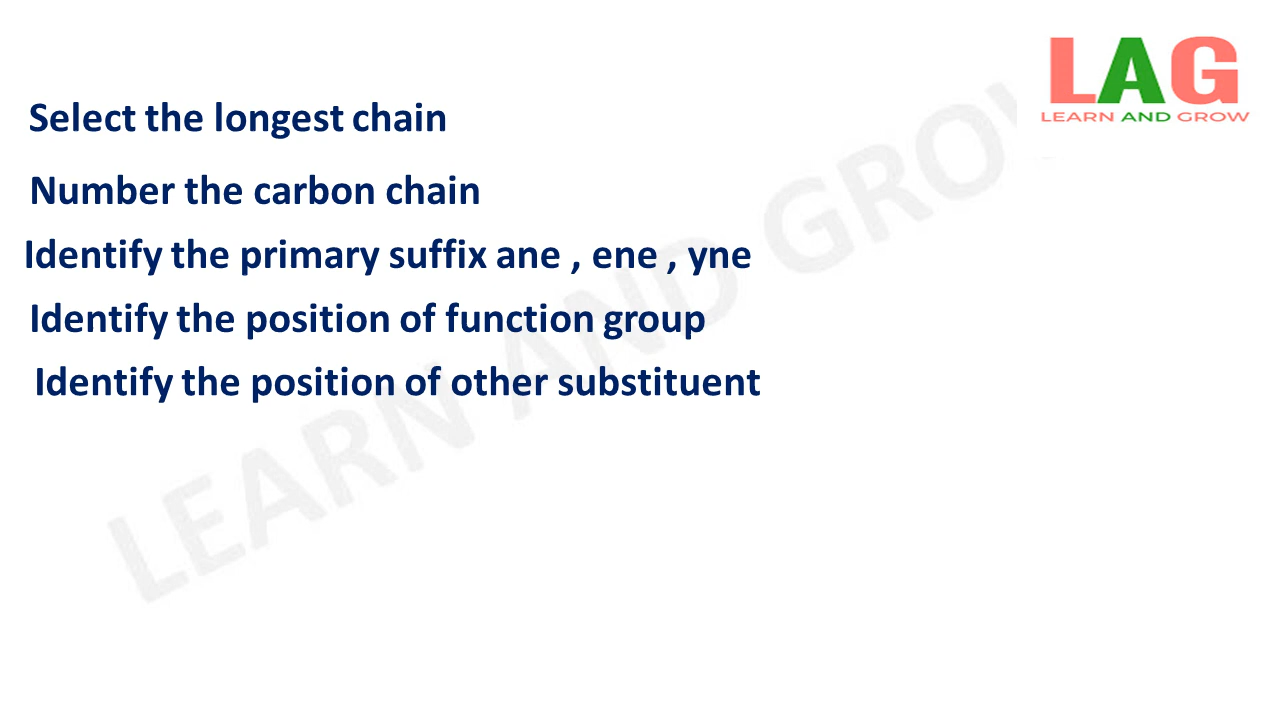 LAG
LEARN AND GROW
Select the longest chain
Number the carbon chain
Identify the primary suffix ane , ene , yne
Identify the position of function group
Identify the position of other substituent
LEARN AND GROW